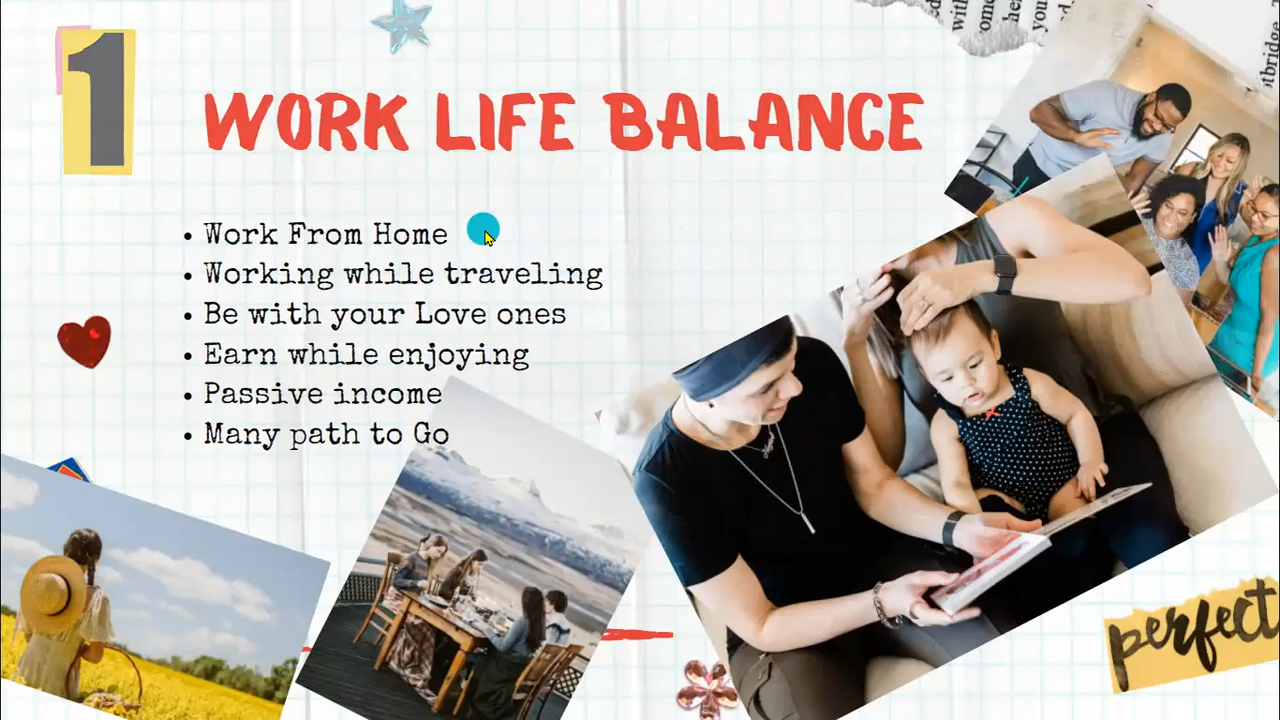 1
WORK LIFE BALANCE
• Work From Home
• Working while traveling
• Be with your Love ones
• Earn while enjoying
• Passive income
• Many path to Go
perfect